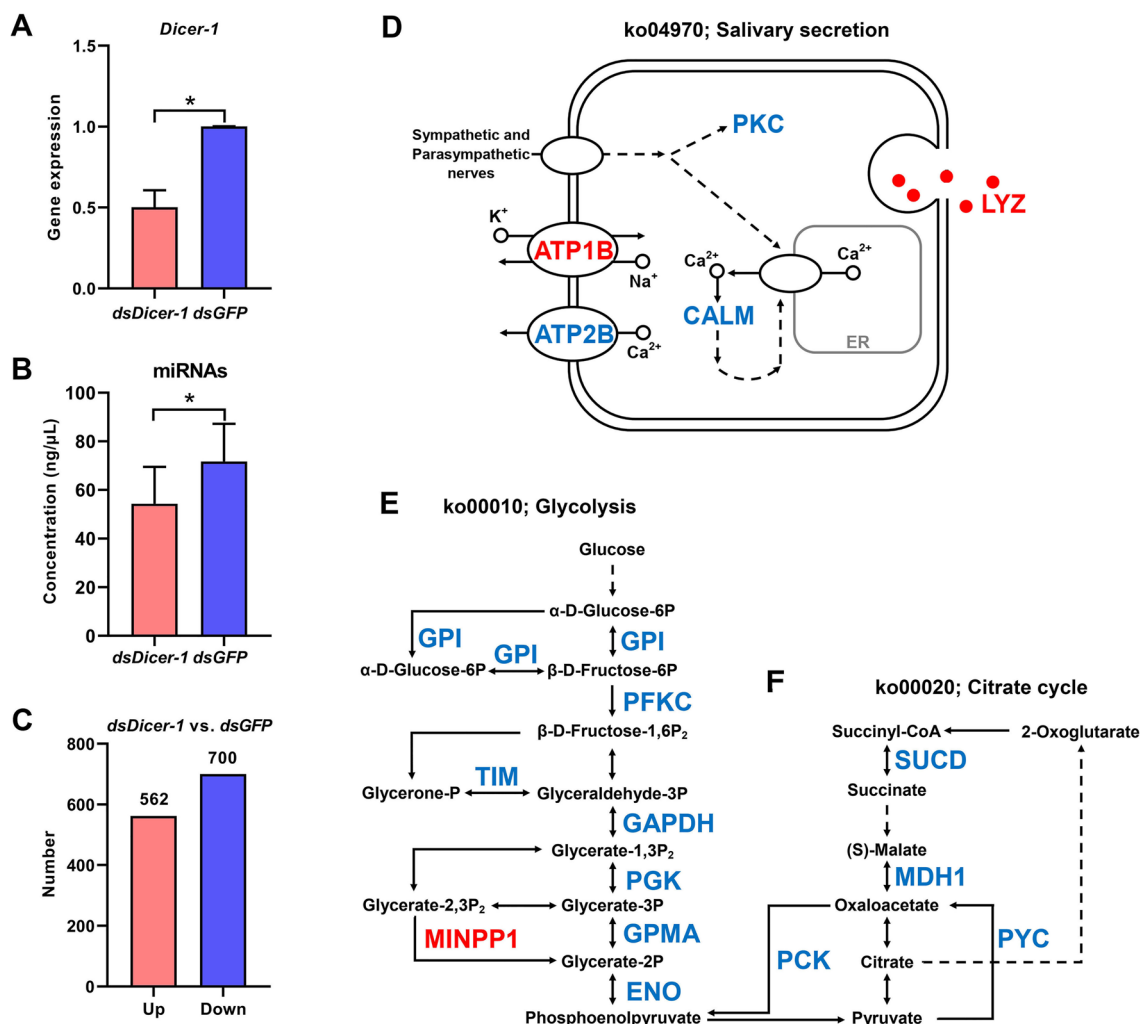 A
Dicer-1
Gene expression
1.5
1.0
0.5
0.0
*
dsDicer-1 dsGFP
B
miRNAs
Concentration (ng/μL)
100
80
60
40
20
0
*
dsDicer-1 dsGFP
C
dsDicer-1 vs. dsGFP
Number
800
600
400
200
0
562
700
Up
Down
D
ko04970; Salivary secretion
Sympathetic and
Parasympathetic
nerves
PKC
K⁺
ATP1B
Na⁺
ATP2B
Ca²⁺
Ca²⁺
CALM
Ca²⁺
ER
LYZ
E
ko00010; Glycolysis
Glucose
α-D-Glucose-6P
GPI
GPI
GPI
α-D-Glucose-6P
β-D-Fructose-6P
PFKC
β-D-Fructose-1,6P₂
TIM
Glycerone-P
Glyceraldehyde-3P
GAPDH
Glycerate-1,3P₂
PGK
Glycerate-2,3P₂
Glycerate-3P
MINPP1
GPMA
Glycerate-2P
ENO
Phosphoenolpyruvate
F
ko00020; Citrate cycle
Succinyl-CoA
2-Oxoglutarate
SUCD
Succinate
(S)-Malate
MDH1
Oxaloacetate
PCK
PYC
Citrate
Pyruvate